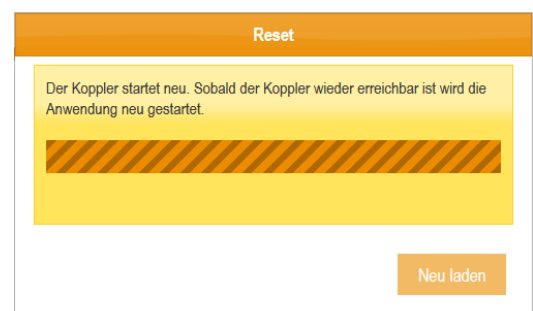 Reset
Der Koppler startet neu. Sobald der Koppler wieder erreichbar ist wird die
Anwendung neu gestartet.
Neu laden